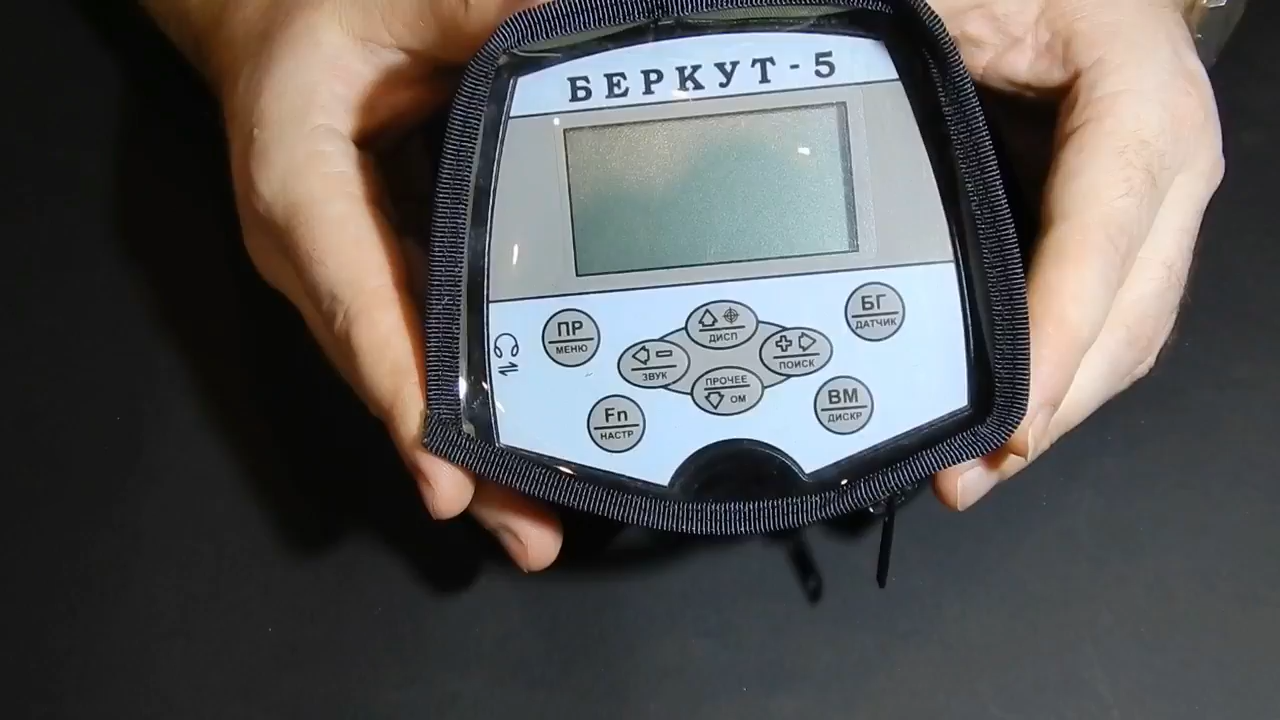 БЕРКУТ-5
ПР
МЕНЮ
ДИСП
БГ
ДАТЧИК
ЗВУК
ПОИСК
ПРОЧЕЕ
ОМ
Fn
НАСТР
ВМ
ДИСКР